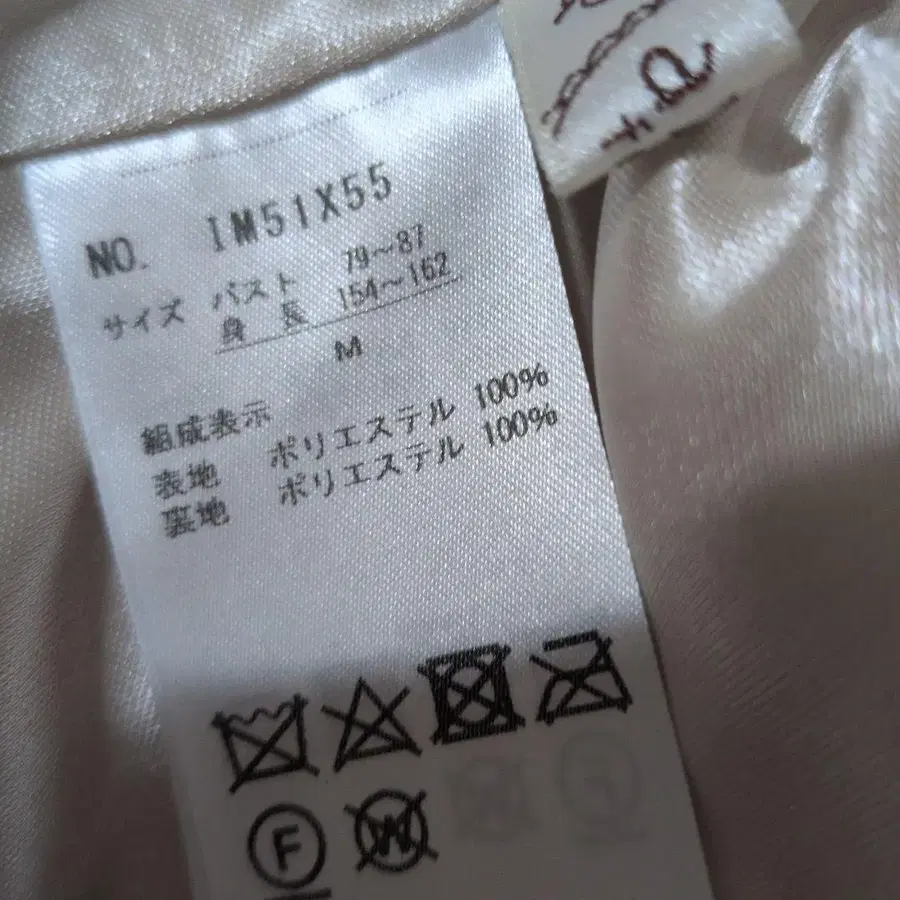 NO. IM51X55
サイズ バスト 79~87
身長 154~162
M
組成表示
表地 ポリエステル 100%
裏地 ポリエステル 100%
F
W